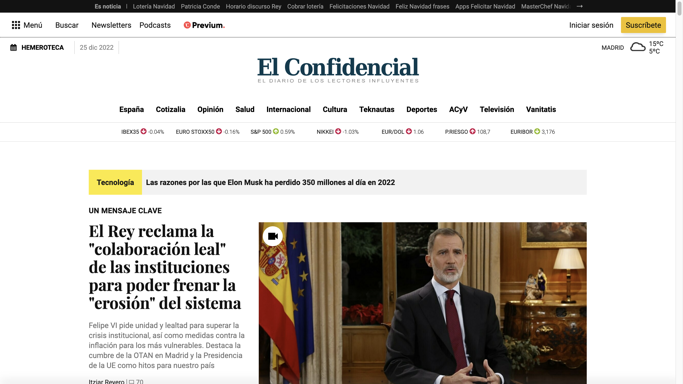 Es noticia Lotería Navidad Patricia Conde Horario discurso Rey Cobrar lotería Felicitaciones Navidad Feliz Navidad frases Apps Felicitar Navidad MasterChef Navid →
Menú Buscar Newsletters Podcasts Prevìum. Iniciar sesión Suscríbete
HEMEROTECA 25 dic 2022 MADRID 15ºC
5ºC
El Confidencial
EL DIARIO DE LOS LECTORES INFLUYENTES
España Cotizalia Opinión Salud Internacional Cultura Teknautas Deportes ACyV Televisión Vanitatis
IBEX35 -0.04% EURO STOXX50 -0.16% S&P 500 0.59% NIKKEI -1.03% EUR/DOL 1.06 P.RIESGO 108,7 EURIBOR 3,176
Tecnología Las razones por las que Elon Musk ha perdido 350 millones al día en 2022
UN MENSAJE CLAVE
El Rey reclama la
"colaboración leal"
de las instituciones
para poder frenar la
"erosión" del sistema
Felipe VI pide unidad y lealtad para superar la
crisis institucional, así como medidas contra la
inflación para los más vulnerables. Destaca la
cumbre de la OTAN en Madrid y la Presidencia
de la UE como hitos para nuestro país
Itziar Reyero 70